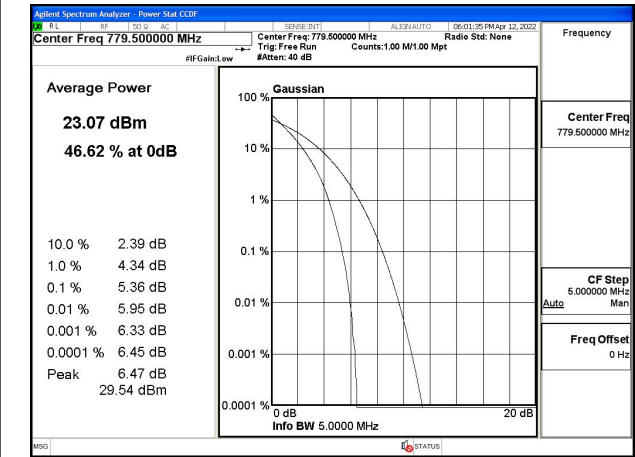 Agilent Spectrum Analyzer - Power Stat CCDF
RL RF 50 Ω AC SENSE:INT ALIGNAUTO 06:01:35 PM Apr 12, 2022
Center Freq 779.500000 MHz
Center Freq: 779.500000 MHz Radio Std: None
Trig: Free Run Counts:1.00 M/1.00 Mpt
#IFGain:Low #Atten: 40 dB
Frequency
Average Power
23.07 dBm
46.62 % at 0dB
10.0 % 2.39 dB
1.0 % 4.34 dB
0.1 % 5.36 dB
0.01 % 5.95 dB
0.001 % 6.33 dB
0.0001 % 6.45 dB
Peak 6.47 dB
29.54 dBm
Gaussian
100 %
10 %
1 %
0.1 %
0.01 %
0.001 %
0.0001 %
0 dB 20 dB
Info BW 5.0000 MHz
Center Freq
779.500000 MHz
CF Step
5.000000 MHz
Auto Man
Freq Offset
0 Hz
MSG STATUS